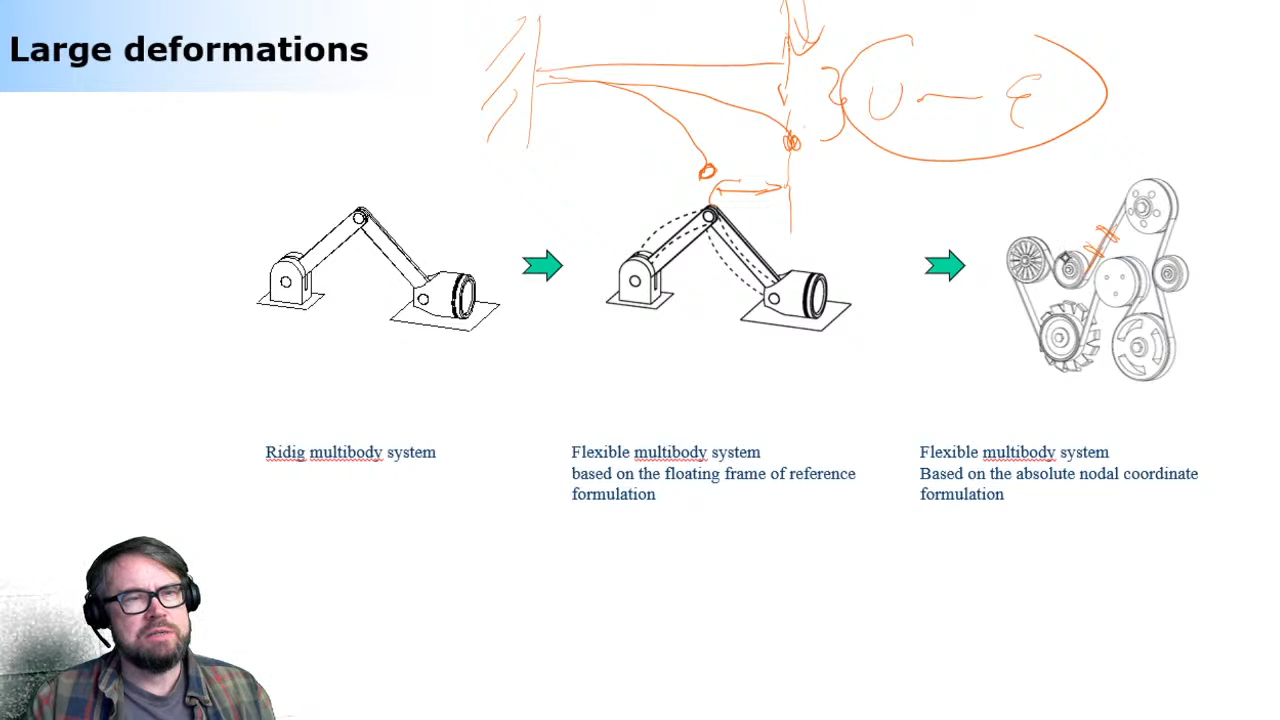 Large deformations
U — ε
Ridig multibody system
Flexible multibody system
based on the floating frame of reference
formulation
Flexible multibody system
Based on the absolute nodal coordinate
formulation